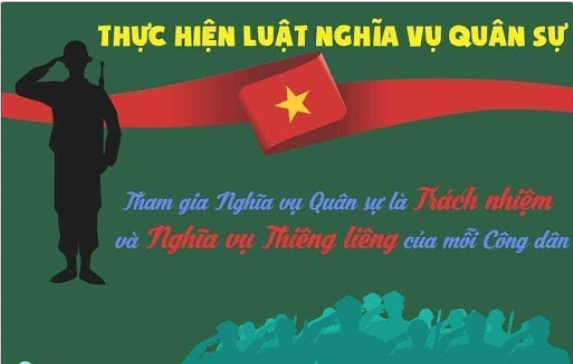 THỰC HIỆN LUẬT NGHĨA VỤ QUÂN SỰ
Tham gia Nghĩa vụ Quân sự là Trách nhiệm
và Nghĩa vụ Thiêng liêng của mỗi Công dân